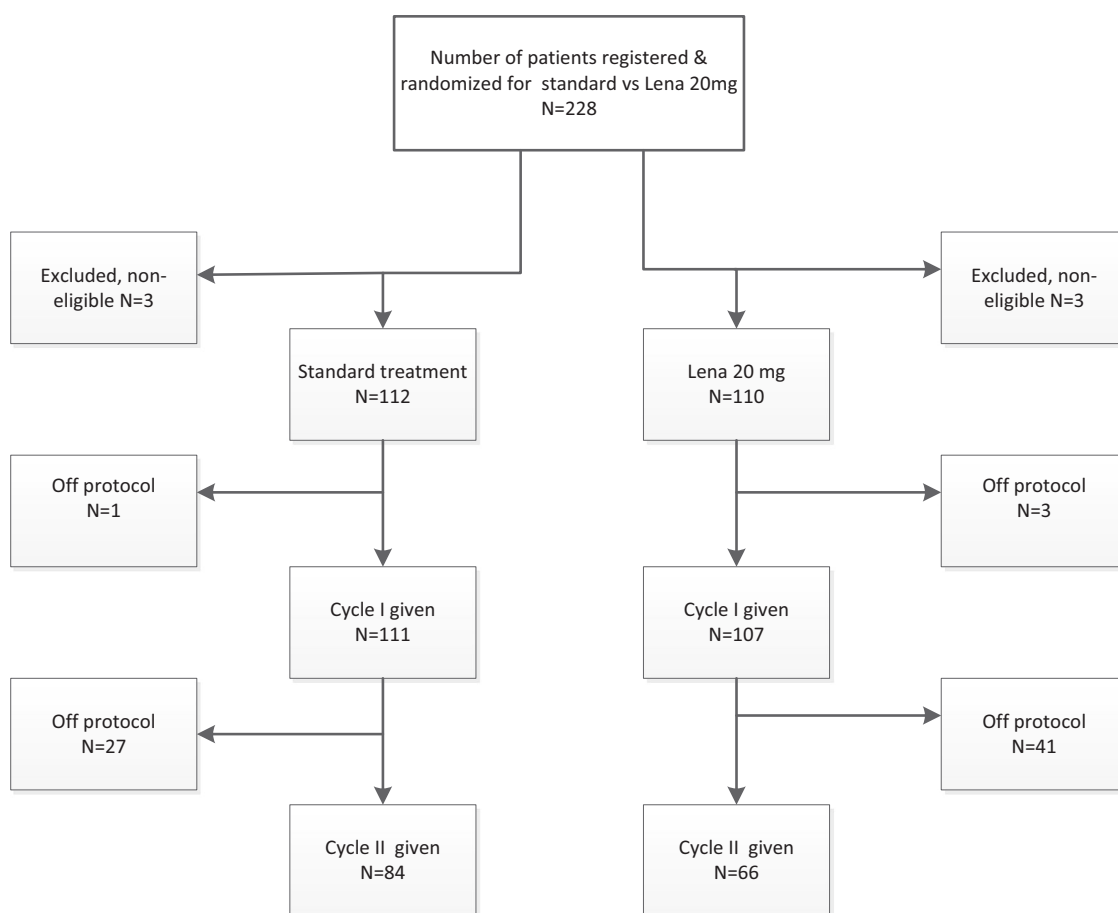 Number of patients registered &
randomized for standard vs Lena 20mg
N=228
Excluded, non-
eligible N=3
Excluded, non-
eligible N=3
Standard treatment
N=112
Lena 20 mg
N=110
Off protocol
N=1
Off protocol
N=3
Cycle I given
N=111
Cycle I given
N=107
Off protocol
N=27
Off protocol
N=41
Cycle II given
N=84
Cycle II given
N=66